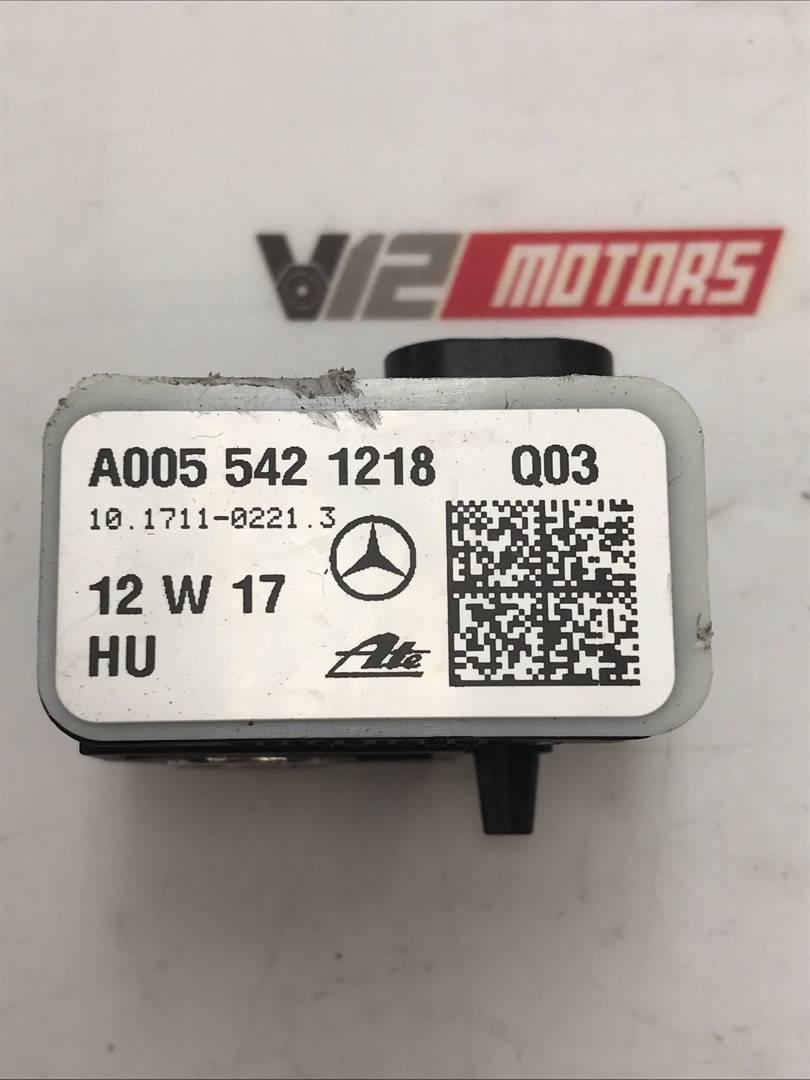 V12 MOTORS
A005 542 1218 Q03
10.1711-0221.3
12 W 17
HU
Ate